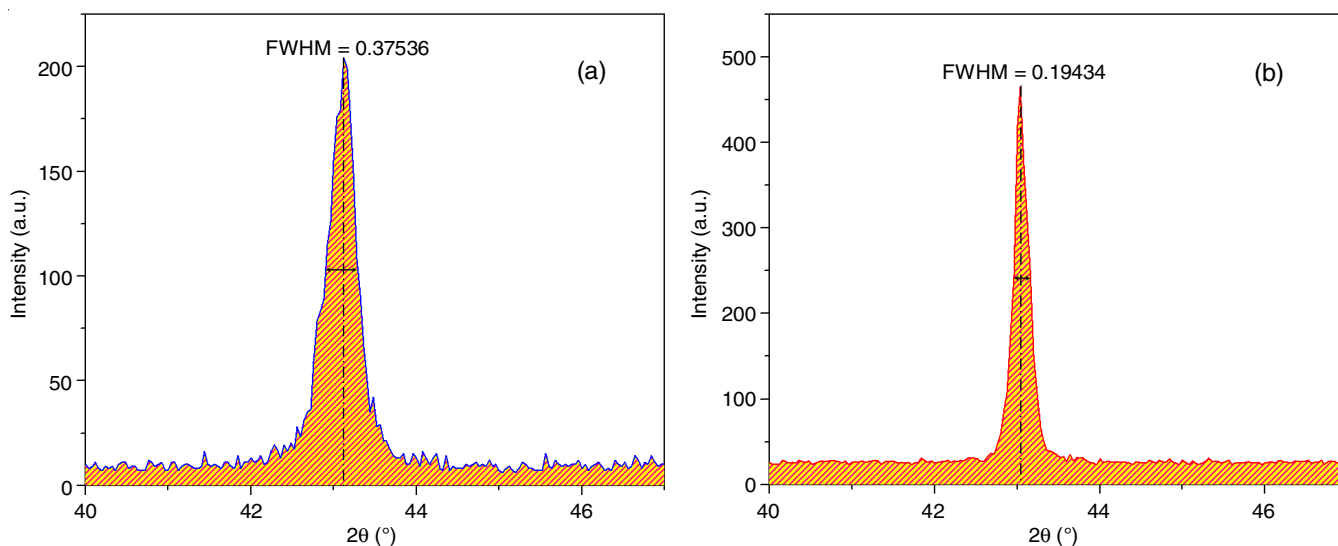 FWHM = 0.37536
(a)
200
150
100
50
0
Intensity (a.u.)
40
42
44
46
2θ (°)
FWHM = 0.19434
(b)
500
400
300
200
100
0
Intensity (a.u.)
40
42
44
46
2θ (°)